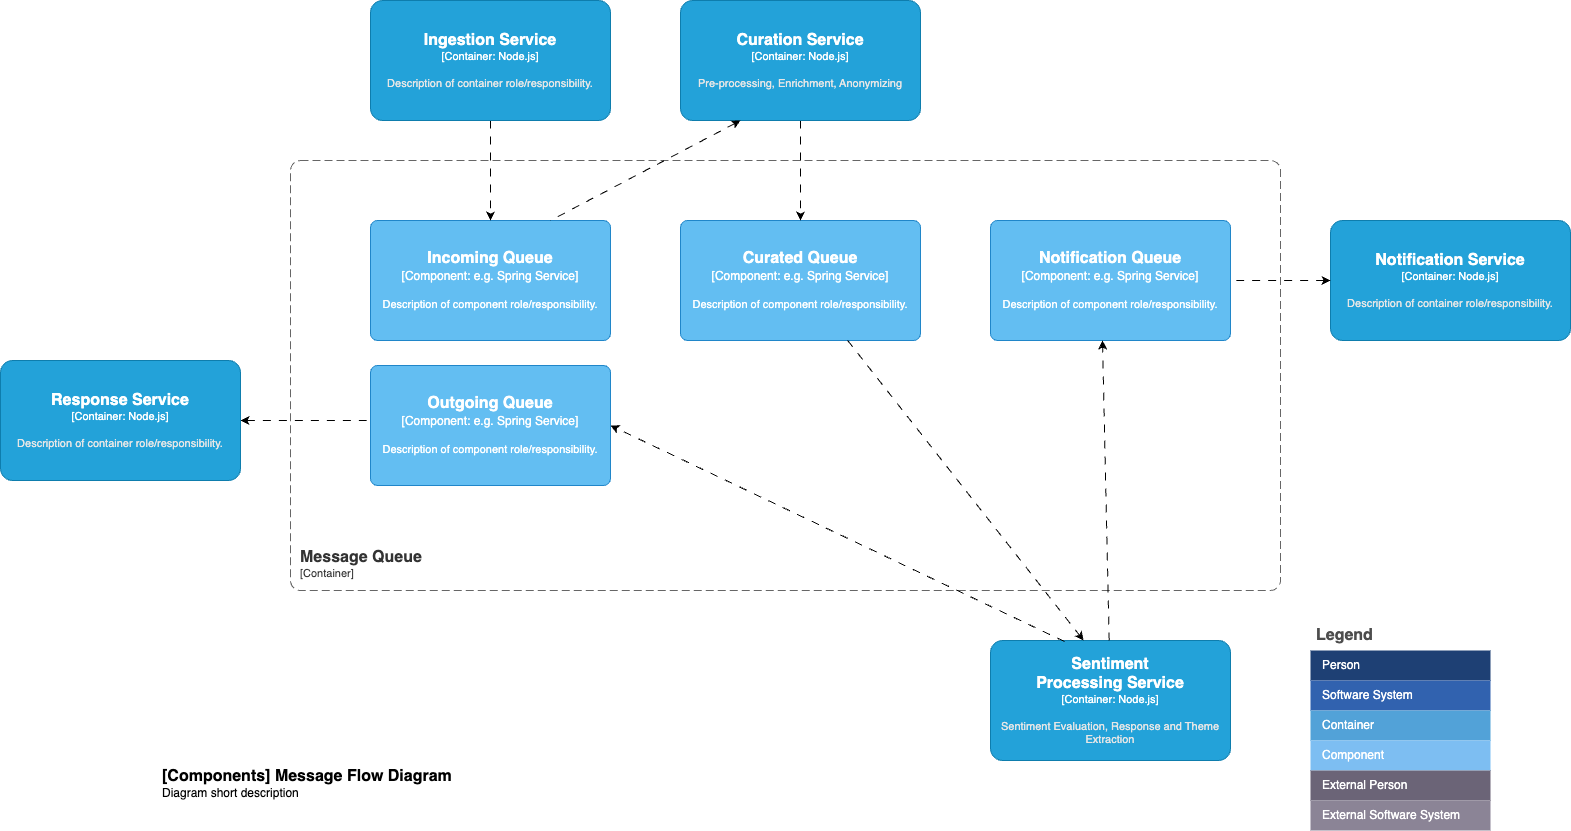 Ingestion Service
[Container: Node.js]
Description of container role/responsibility.
Curation Service
[Container: Node.js]
Pre-processing, Enrichment, Anonymizing
Incoming Queue
[Component: e.g. Spring Service]
Description of component role/responsibility.
Curated Queue
[Component: e.g. Spring Service]
Description of component role/responsibility.
Notification Queue
[Component: e.g. Spring Service]
Description of component role/responsibility.
Notification Service
[Container: Node.js]
Description of container role/responsibility.
Response Service
[Container: Node.js]
Description of container role/responsibility.
Outgoing Queue
[Component: e.g. Spring Service]
Description of component role/responsibility.
Message Queue
[Container]
Sentiment
Processing Service
[Container: Node.js]
Sentiment Evaluation, Response and Theme
Extraction
Legend
Person
Software System
Container
Component
External Person
External Software System
[Components] Message Flow Diagram
Diagram short description